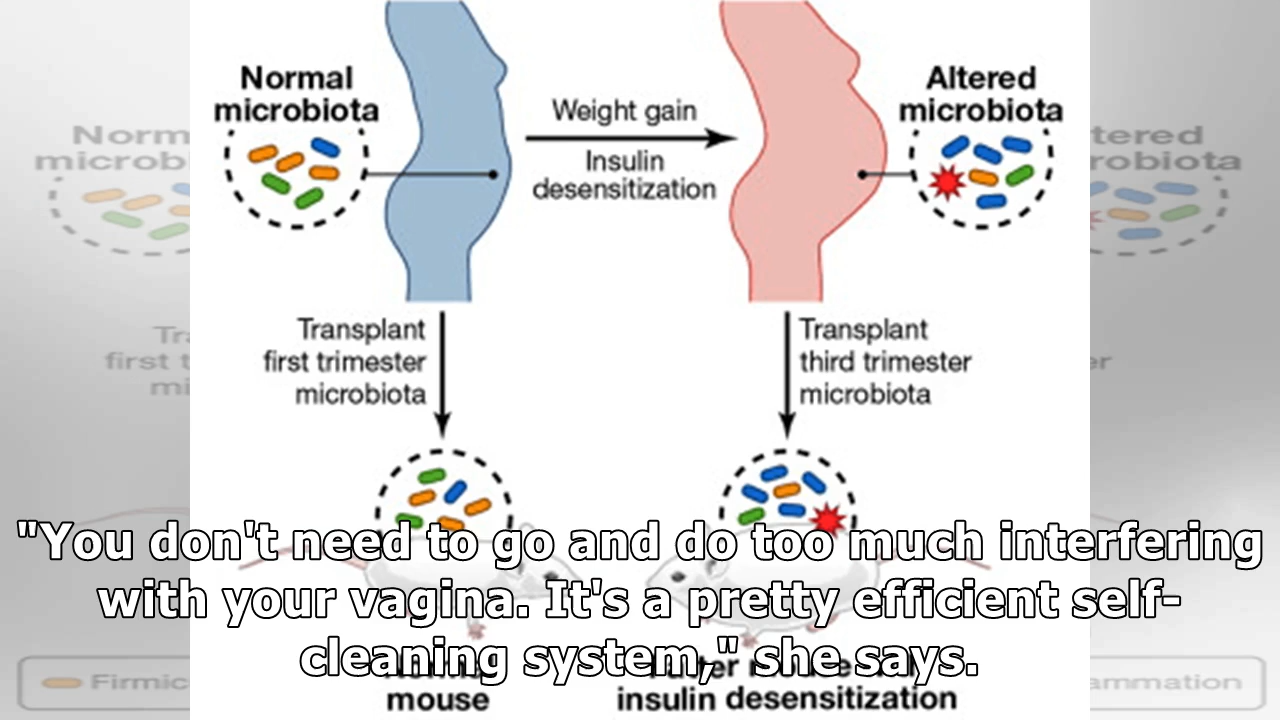 Normal
microbiota
Weight gain
Insulin
desensitization
Altered
microbiota
Transplant
first trimester
microbiota
Transplant
third trimester
microbiota
"You don't need to go and do too much interfering
with your vagina. It's a pretty efficient self-
cleaning system," she says.
mouse
insulin desensitization